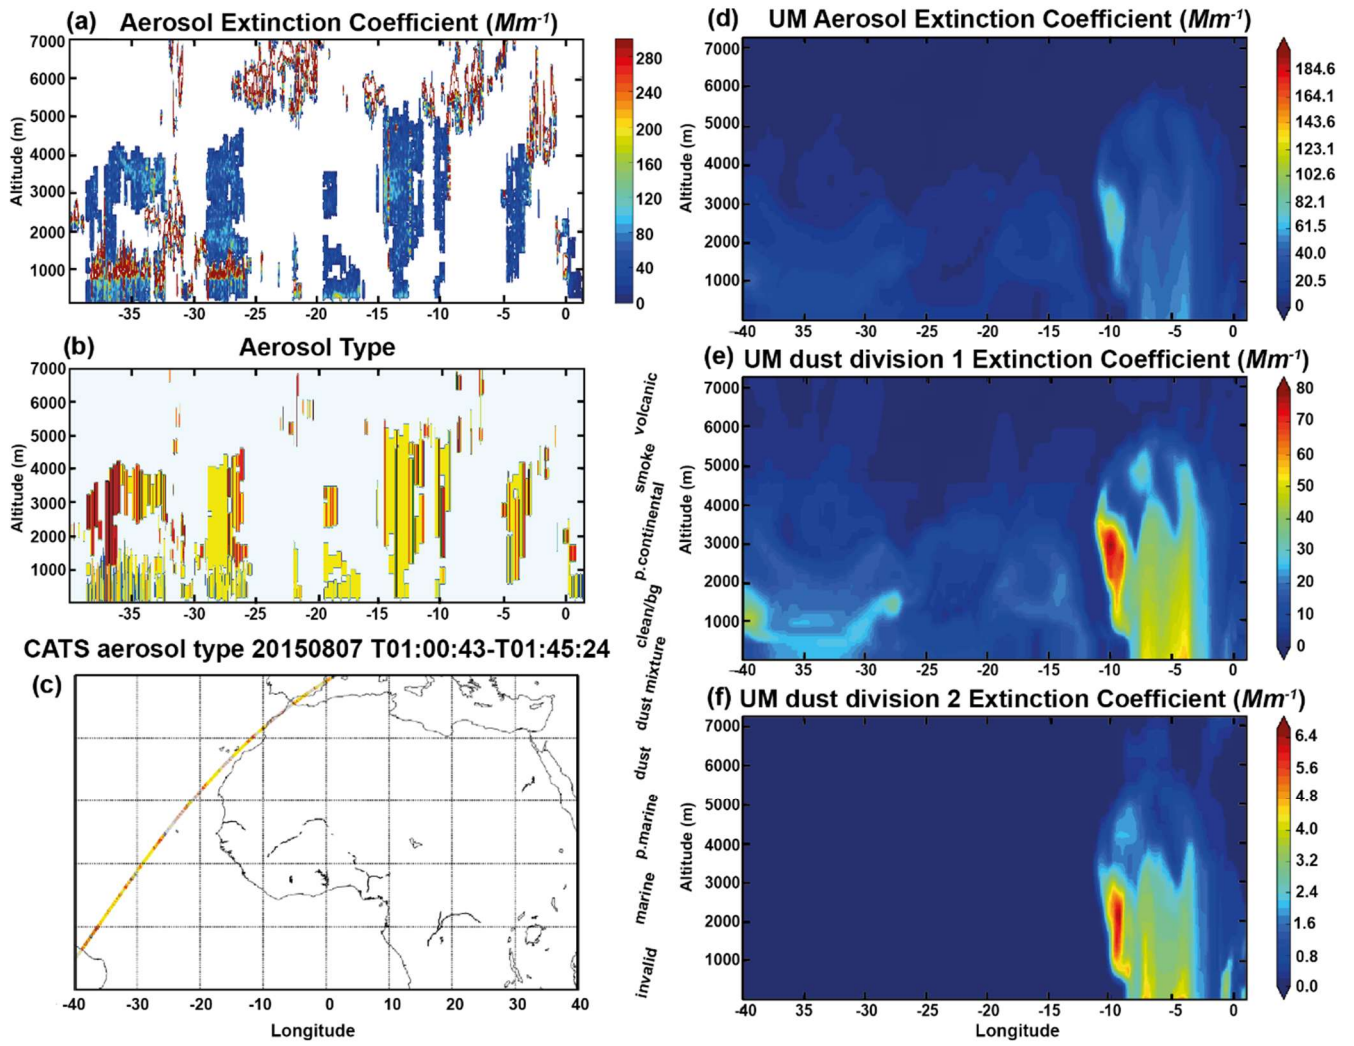 (a) Aerosol Extinction Coefficient (Mm⁻¹)
Altitude (m)
7000
6000
5000
4000
3000
2000
1000
-35 -30 -25 -20 -15 -10 -5 0
280
240
200
160
120
80
40
0
(b) Aerosol Type
Altitude (m)
7000
6000
5000
4000
3000
2000
1000
-35 -30 -25 -20 -15 -10 -5 0
CATS aerosol type 20150807 T01:00:43-T01:45:24
(c)
-40 -30 -20 -10 0 10 20 30 40
Longitude
volcanic
smoke
p.continental
clean/bg
dust mixture
dust
p.marine
marine
invalid
(d) UM Aerosol Extinction Coefficient (Mm⁻¹)
Altitude (m)
7000
6000
5000
4000
3000
2000
1000
-40 35 -30 -25 -20 -15 -10 -5 0
184.6
164.1
143.6
123.1
102.6
82.1
61.5
40.0
20.5
0
(e) UM dust division 1 Extinction Coefficient (Mm⁻¹)
Altitude (m)
7000
6000
5000
4000
3000
2000
1000
-40 35 -30 -25 -20 -15 -10 -5 0
80
70
60
50
40
30
20
10
0
(f) UM dust division 2 Extinction Coefficient (Mm⁻¹)
Altitude (m)
7000
6000
5000
4000
3000
2000
1000
-40 35 -30 -25 -20 -15 -10 -5 0
Longitude
6.4
5.6
4.8
4.0
3.2
2.4
1.6
0.8
0.0